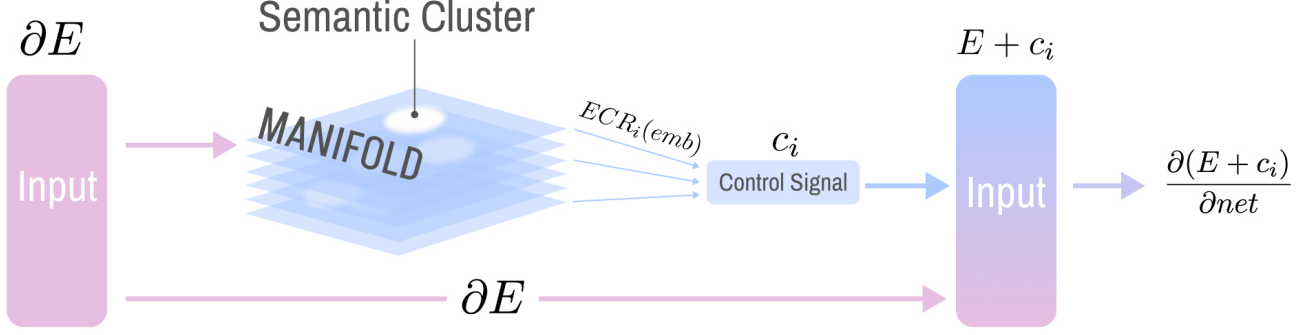 Semantic Cluster
∂E
Input
MANIFOLD
ECR_i(emb)
c_i
Control Signal
E + c_i
Input
∂(E + c_i)
∂net
∂E